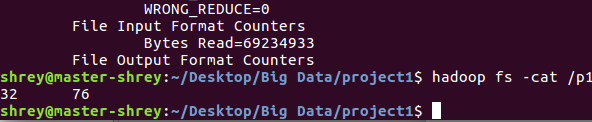 WRONG_REDUCE=0
File Input Format Counters
Bytes Read=69234933
File Output Format Counters
shrey@master-shrey:~/Desktop/Big Data/project1$ hadoop fs -cat /p1
32 76
shrey@master-shrey:~/Desktop/Big Data/project1$